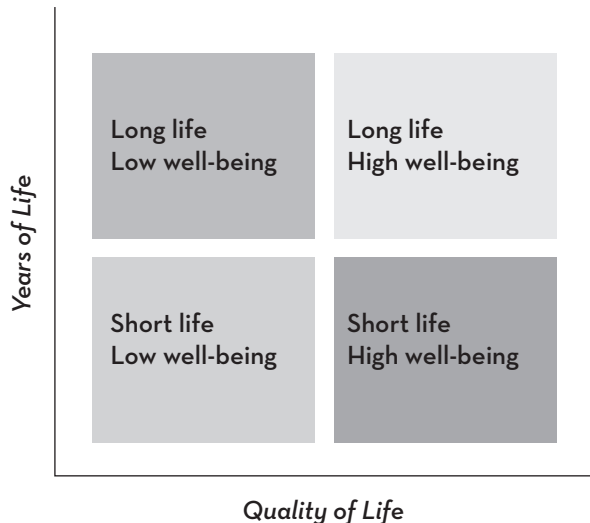 Long life
Low well-being
Long life
High well-being
Years of Life
Short life
Low well-being
Short life
High well-being
Quality of Life